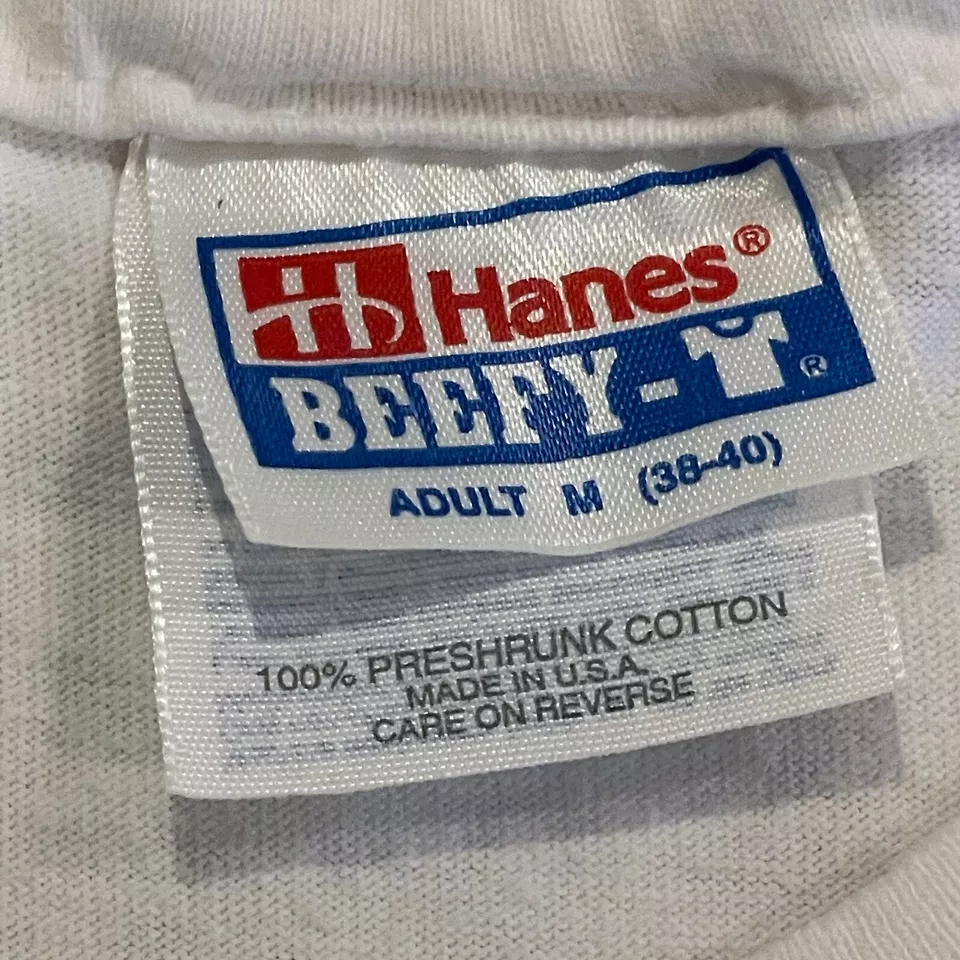 Hanes®
BEEFY-T®
ADULT M (38-40)
100% PRESHRUNK COTTON
MADE IN U.S.A.
CARE ON REVERSE